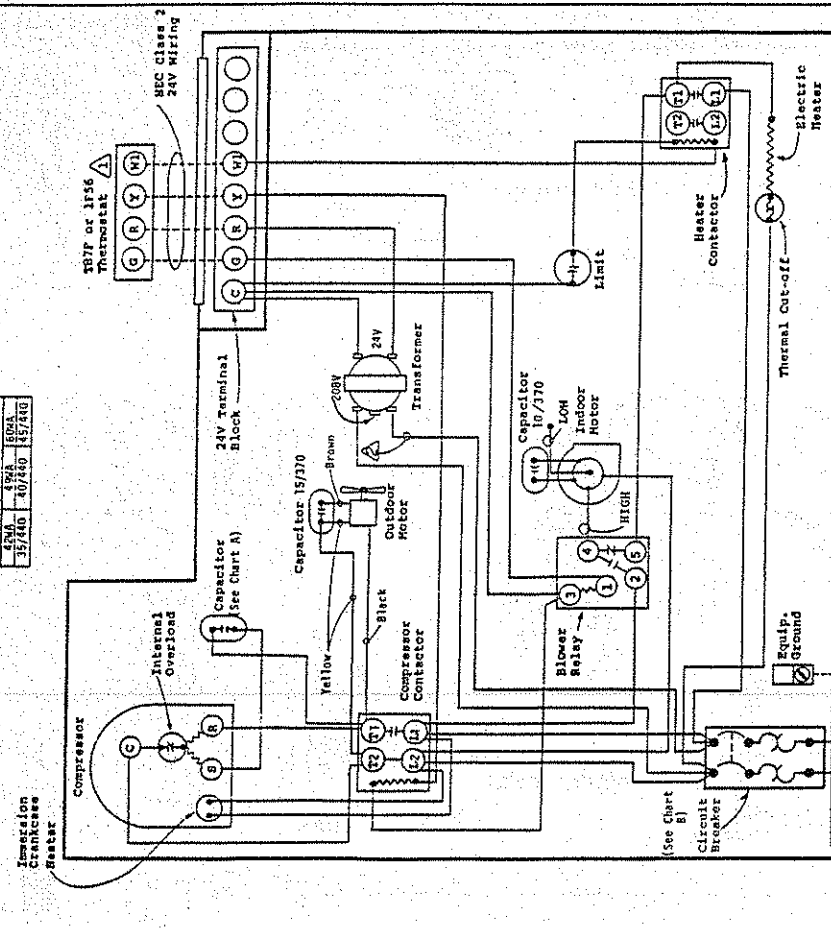 42WA 49WA 60WA
35/440 40/440 45/440
T87F or 1F56
Thermostat
1
NEC Class 2
24V Wiring
G R Y W1
C G R Y W1
24V Terminal
Block
Immersion
Crankcase
Heater
Compressor
Internal
Overload
C
S
R
Capacitor
(See Chart A)
Capacitor 15/370
Brown
Yellow
Outdoor
Motor
Black
208V
24V
2
Transformer
Compressor
Contactor
T2
T1
L2
L1
Capacitor
10/370
LOW
Indoor
Motor
HIGH
Blower
Relay
3
1
4
2
5
Limit
Heater
Contactor
T2
T1
L2
L1
Electric
Heater
Thermal Cut-off
Equip.
Ground
(See Chart
B)
Circuit
Breaker